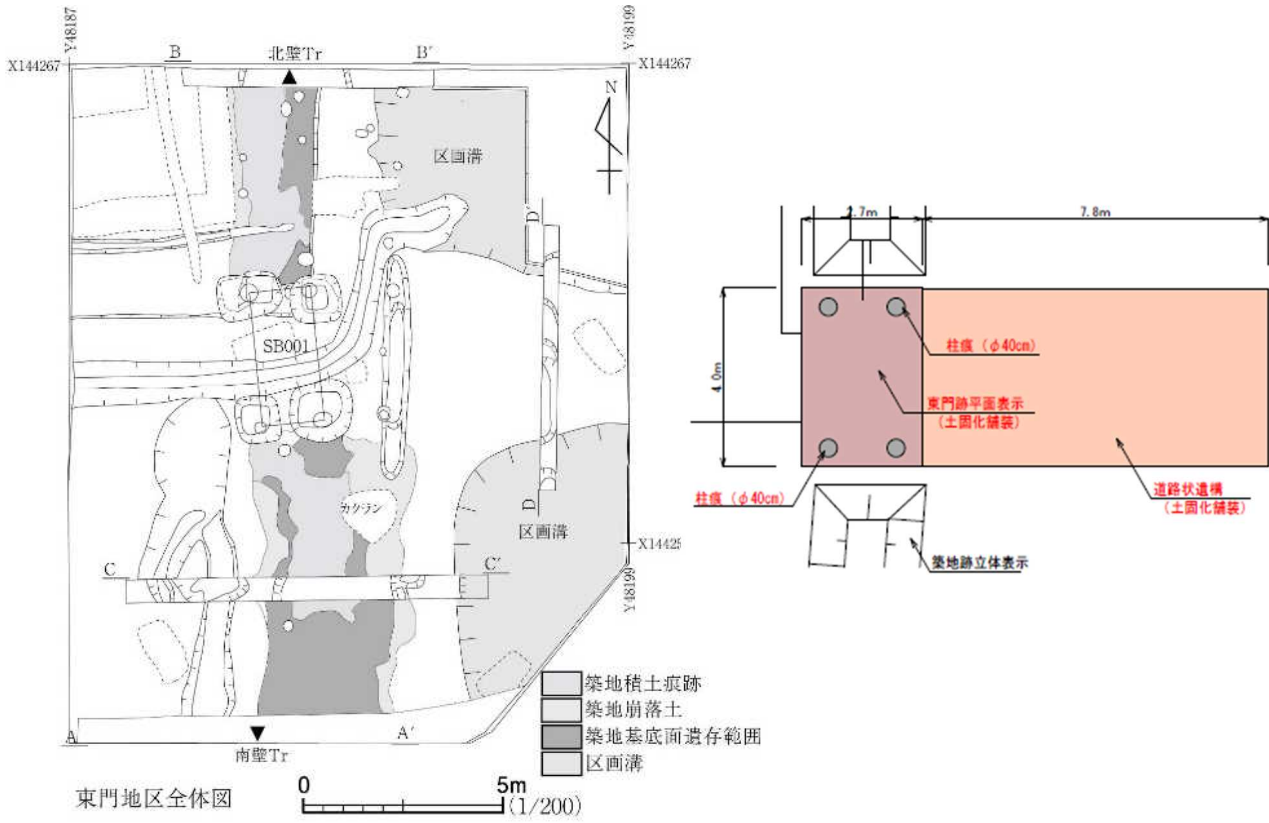 Y48187
Y48199
X144267
X144267
B
北壁Tr
B′
N
区画溝
D′
SB001
カクラン
D
区画溝
C
C′
X14425
Y48199
A
A′
南壁Tr
築地積土痕跡
築地崩落土
築地基底面遺存範囲
区画溝
東門地区全体図
0
5m
(1/200)
2.7m
7.8m
4.0m
柱痕（φ40cm）
東門跡平面表示
（土固化舗装）
柱痕（φ40cm）
道路状遺構
（土固化舗装）
築地跡立体表示